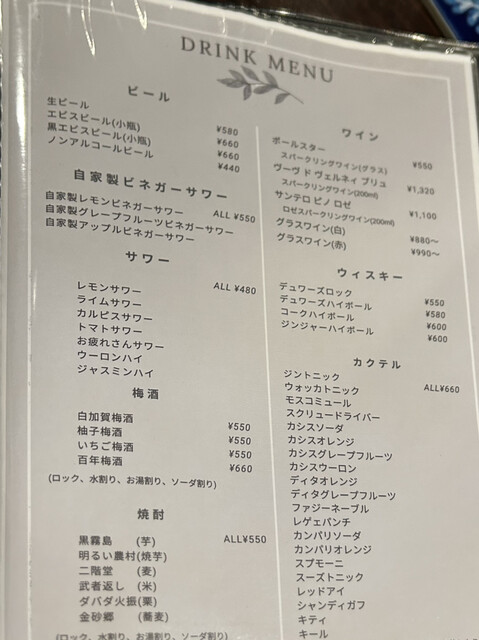 DRINK MENU
ビール
生ビール ¥580
エビスビール(小瓶) ¥660
黒エビスビール(小瓶) ¥660
ノンアルコールビール ¥440
自家製ビネガーサワー
自家製レモンビネガーサワー ALL ¥550
自家製グレープフルーツビネガーサワー
自家製アップルビネガーサワー
サワー
レモンサワー ALL ¥480
ライムサワー
カルピスサワー
トマトサワー
お疲れさんサワー
ウーロンハイ
ジャスミンハイ
梅酒
白加賀梅酒 ¥550
柚子梅酒 ¥550
いちご梅酒 ¥550
百年梅酒 ¥660
(ロック、水割り、お湯割り、ソーダ割り)
焼酎
黒霧島 (芋) ALL¥550
明るい農村(焼芋)
二階堂 (麦)
武者返し (米)
ダバダ火振(栗)
金砂郷 (蕎麦)
(ロック、水割り、お湯割り、ソーダ割り)
ワイン
ポールスター
スパークリングワイン(グラス) ¥550
ヴーヴ ド ヴェルネイ ブリュ
スパークリングワイン(200ml) ¥1,320
サンテロ ピノ ロゼ
ロゼスパークリングワイン(200ml) ¥1,100
グラスワイン(白) ¥880～
グラスワイン(赤) ¥990～
ウィスキー
デュワーズロック ¥550
デュワーズハイボール ¥580
コークハイボール ¥600
ジンジャーハイボール ¥600
カクテル
ジントニック ALL¥660
ウォッカトニック
モスコミュール
スクリュードライバー
カシスソーダ
カシスオレンジ
カシスグレープフルーツ
カシスウーロン
ディタオレンジ
ディタグレープフルーツ
ファジーネーブル
レゲエパンチ
カンパリソーダ
カンパリオレンジ
スプモーニ
スーズトニック
レッドアイ
シャンディガフ
キティ
キール